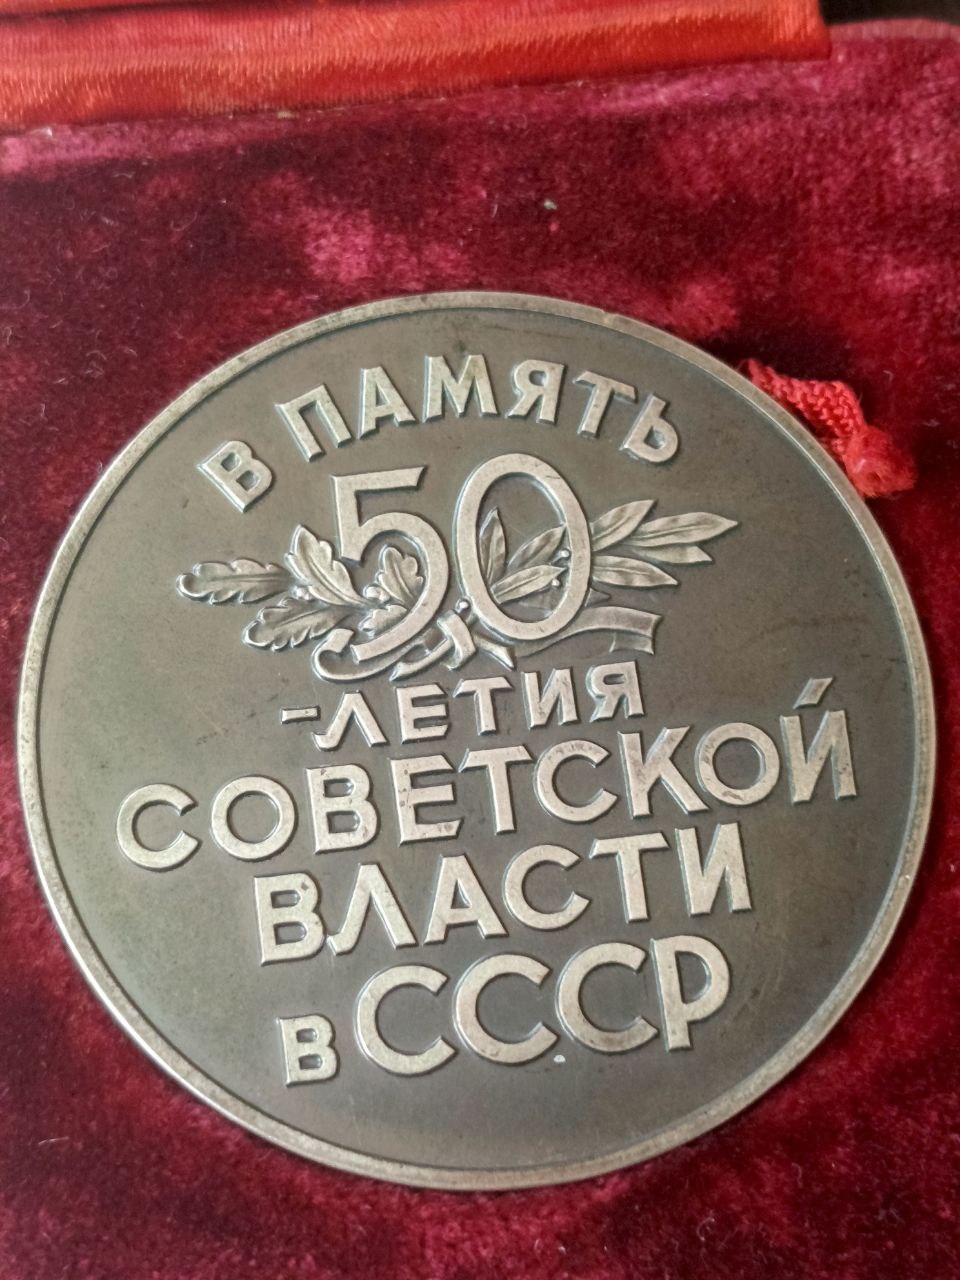 В ПАМЯТЬ
50
-ЛЕТИЯ
СОВЕТСКОЙ
ВЛАСТИ
В СССР